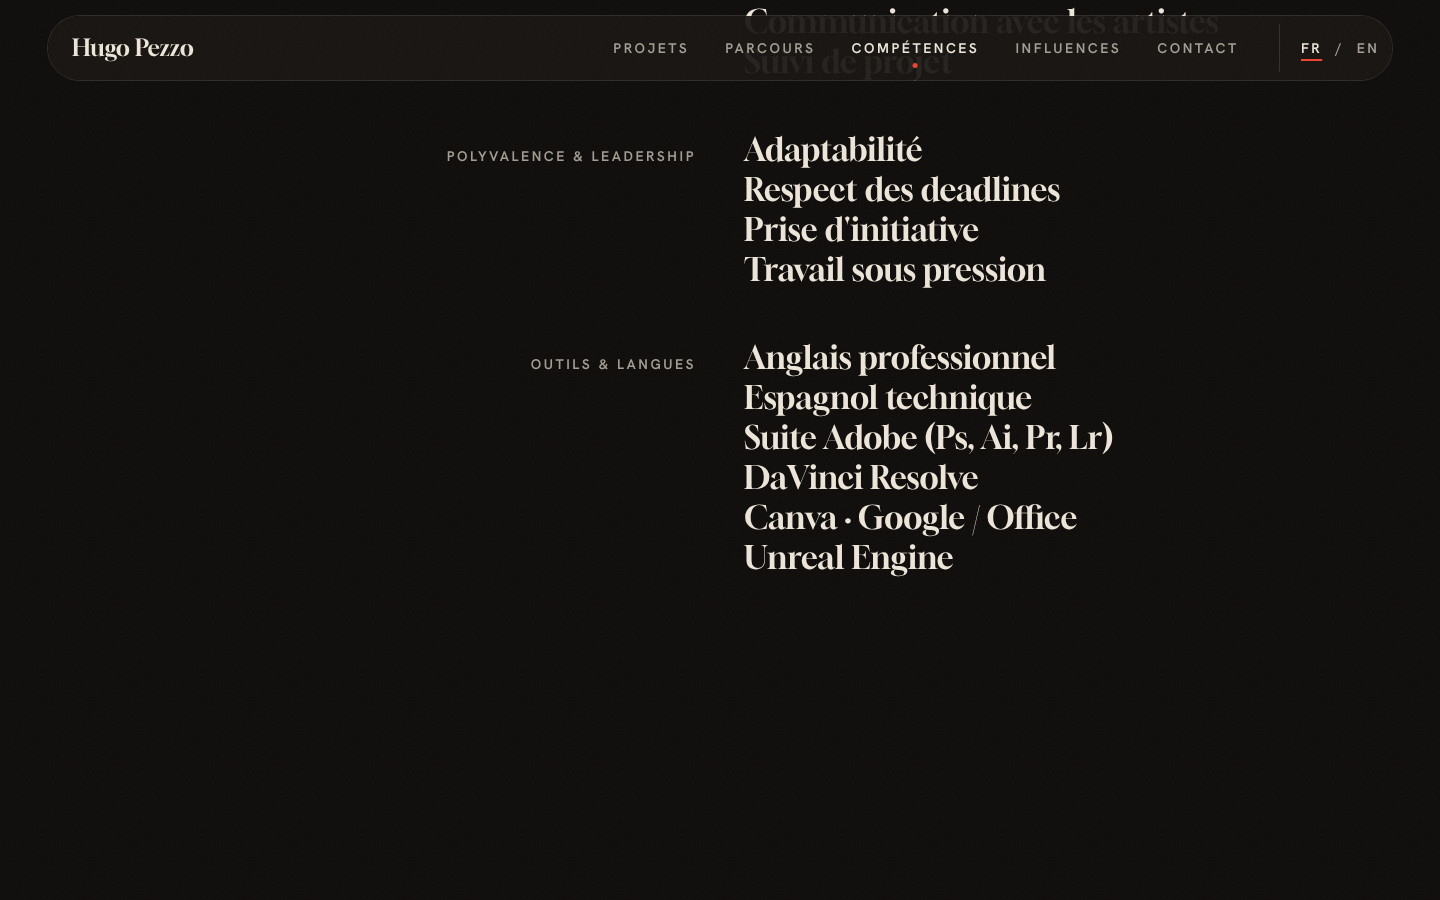 Communication avec les artistes
Hugo Pezzo
PROJETS
PARCOURS
COMPÉTENCES
INFLUENCES
CONTACT
FR / EN
Suivi de projet
POLYVALENCE & LEADERSHIP
Adaptabilité
Respect des deadlines
Prise d'initiative
Travail sous pression
OUTILS & LANGUES
Anglais professionnel
Espagnol technique
Suite Adobe (Ps, Ai, Pr, Lr)
DaVinci Resolve
Canva · Google / Office
Unreal Engine